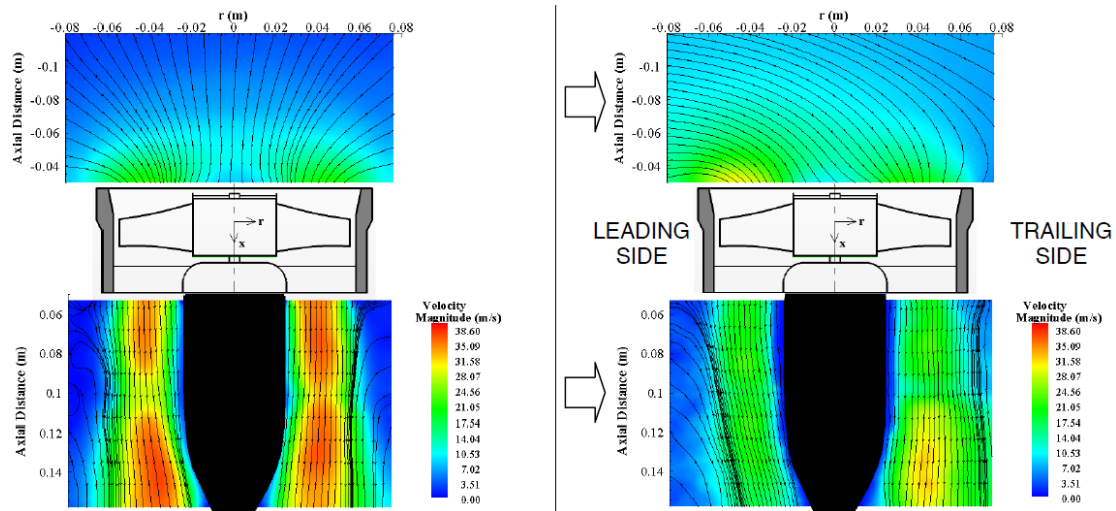 r (m)
-0.08 -0.06 -0.04 -0.02 0 0.02 0.04 0.06 0.08
Axial Distance (m)
-0.1
-0.08
-0.06
-0.04
r
x
Axial Distance (m)
0.06
0.08
0.1
0.12
0.14
Velocity
Magnitude (m/s)
38.60
35.09
31.58
28.07
24.56
21.05
17.54
14.04
10.53
7.02
3.51
0.00
r (m)
-0.08 -0.06 -0.04 -0.02 0 0.02 0.04 0.06 0.08
Axial Distance (m)
-0.1
-0.08
-0.06
-0.04
LEADING
SIDE
r
x
TRAILING
SIDE
Axial Distance (m)
0.06
0.08
0.1
0.12
0.14
Velocity
Magnitude (m/s)
38.60
35.09
31.58
28.07
24.56
21.05
17.54
14.04
10.53
7.02
3.51
0.00